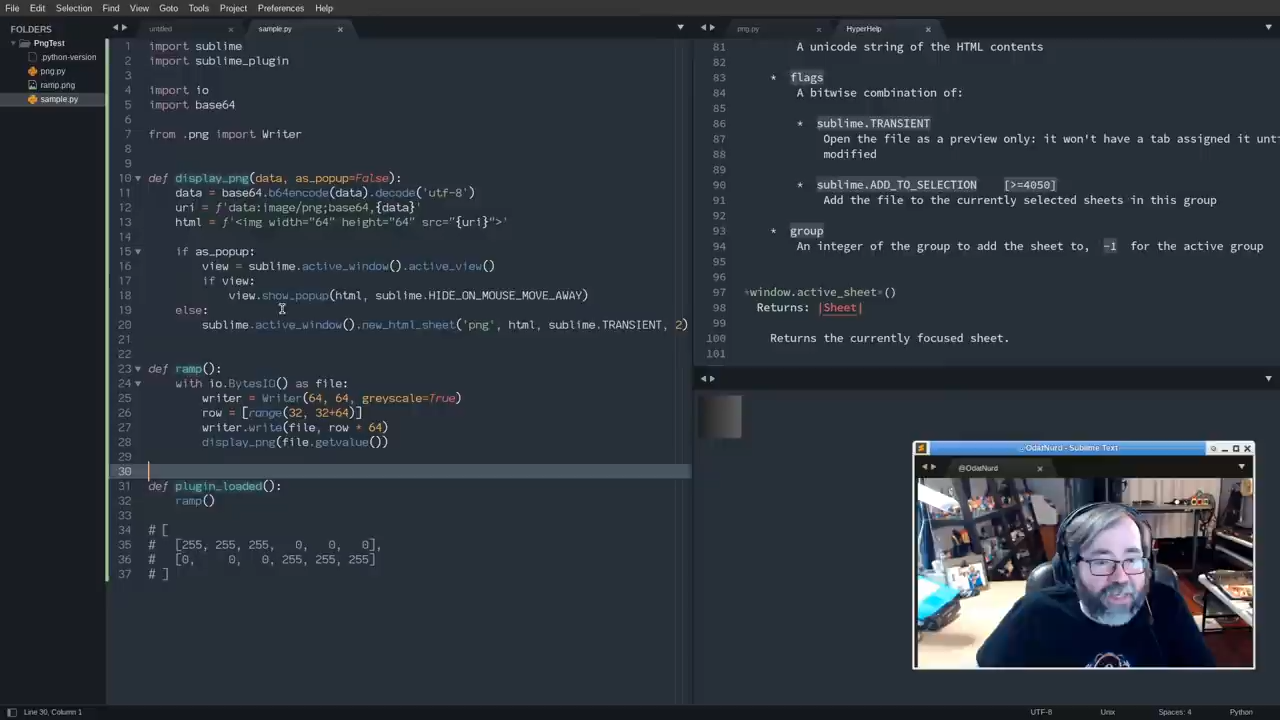 File Edit Selection Find View Goto Tools Project Preferences Help
FOLDERS
PngTest
.python-version
png.py
ramp.png
sample.py
untitled
sample.py
1 import sublime
2 import sublime_plugin
3
4 import io
5 import base64
6
7 from .png import Writer
8
9
10 def display_png(data, as_popup=False):
11 data = base64.b64encode(data).decode('utf-8')
12 uri = f'data:image/png;base64,{data}'
13 html = f'<img width="64" height="64" src="{uri}">'
14
15 if as_popup:
16 view = sublime.active_window().active_view()
17 if view:
18 view.show_popup(html, sublime.HIDE_ON_MOUSE_MOVE_AWAY)
19 else:
20 sublime.active_window().new_html_sheet('png', html, sublime.TRANSIENT, 2)
21
22
23 def ramp():
24 with io.BytesIO() as file:
25 writer = Writer(64, 64, greyscale=True)
26 row = [range(32, 32+64)]
27 writer.write(file, row * 64)
28 display_png(file.getvalue())
29
30
31 def plugin_loaded():
32 ramp()
33
34 # [
35 # [255, 255, 255, 0, 0, 0],
36 # [0, 0, 0, 255, 255, 255]
37 # ]
png.py
HyperHelp
81 A unicode string of the HTML contents
82
83 * flags
84 A bitwise combination of:
85
86 * sublime.TRANSIENT
87 Open the file as a preview only: it won't have a tab assigned it unt
88 modified
89
90 * sublime.ADD_TO_SELECTION [>=4050]
91 Add the file to the currently selected sheets in this group
92
93 * group
94 An integer of the group to add the sheet to, -1 for the active group
95
96
97 window.active_sheet ()
98 Returns: |Sheet|
99
100 Returns the currently focused sheet.
101
@OdatNurd - Sublime Text
@OdatNurd
Line 30, Column 1
UTF-8
Unix
Spaces: 4
Python